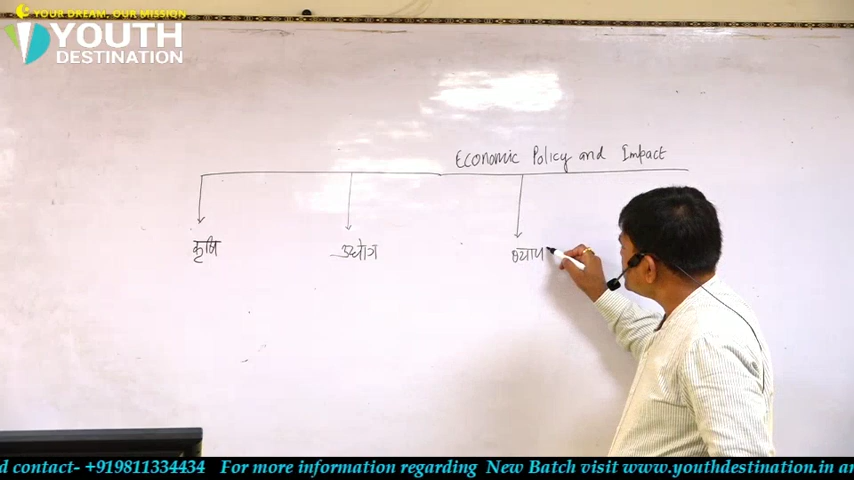 YOUR DREAM, OUR MISSION
YOUTH
DESTINATION
Economic Policy and Impact
कृषि उद्योग व्याप
d contact- +919811334434 For more information regarding New Batch visit www.youthdestination.in an